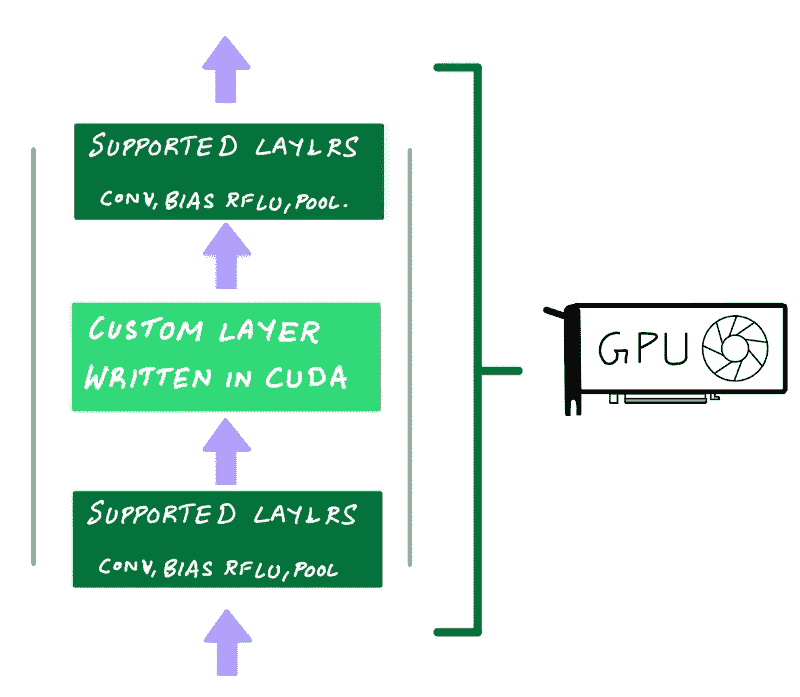 SUPPORTED LAYLRS
CONV, BIAS RFLU, POOL.
CUSTOM LAYER
WRITTEN IN CUDA
SUPPORTED LAYLRS
CONV, BIAS RFLU, POOL
GPU